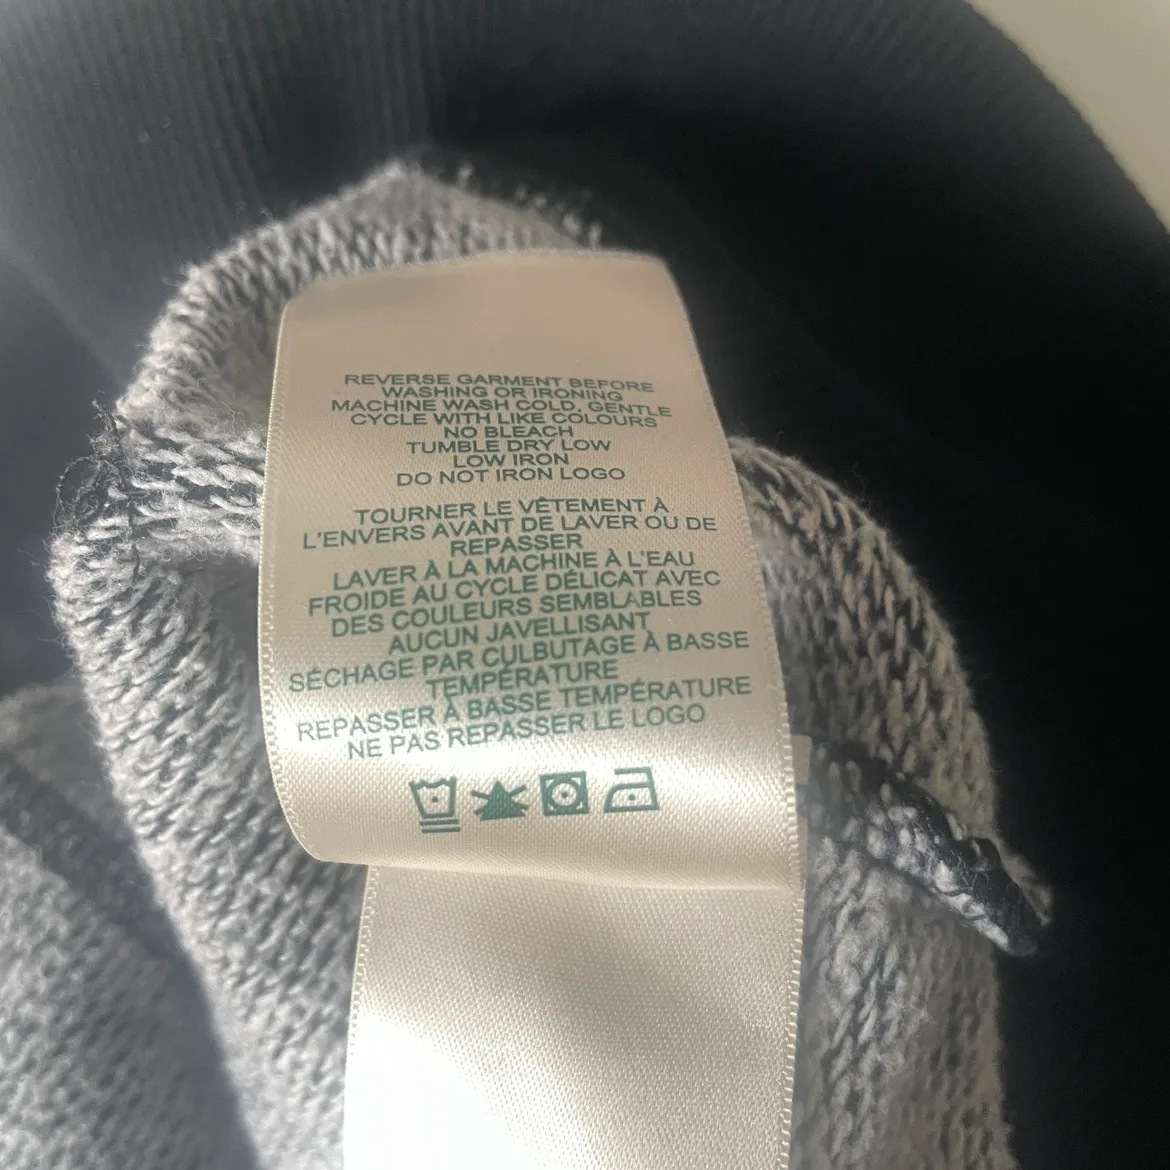 REVERSE GARMENT BEFORE
WASHING OR IRONING
MACHINE WASH COLD, GENTLE
CYCLE WITH LIKE COLOURS
NO BLEACH
TUMBLE DRY LOW
LOW IRON
DO NOT IRON LOGO
TOURNER LE VÊTEMENT À
L'ENVERS AVANT DE LAVER OU DE
REPASSER
LAVER À LA MACHINE À L'EAU
FROIDE AU CYCLE DÉLICAT AVEC
DES COULEURS SEMBLABLES
AUCUN JAVELLISANT
SÉCHAGE PAR CULBUTAGE À BASSE
TEMPÉRATURE
REPASSER À BASSE TEMPÉRATURE
NE PAS REPASSER LE LOGO